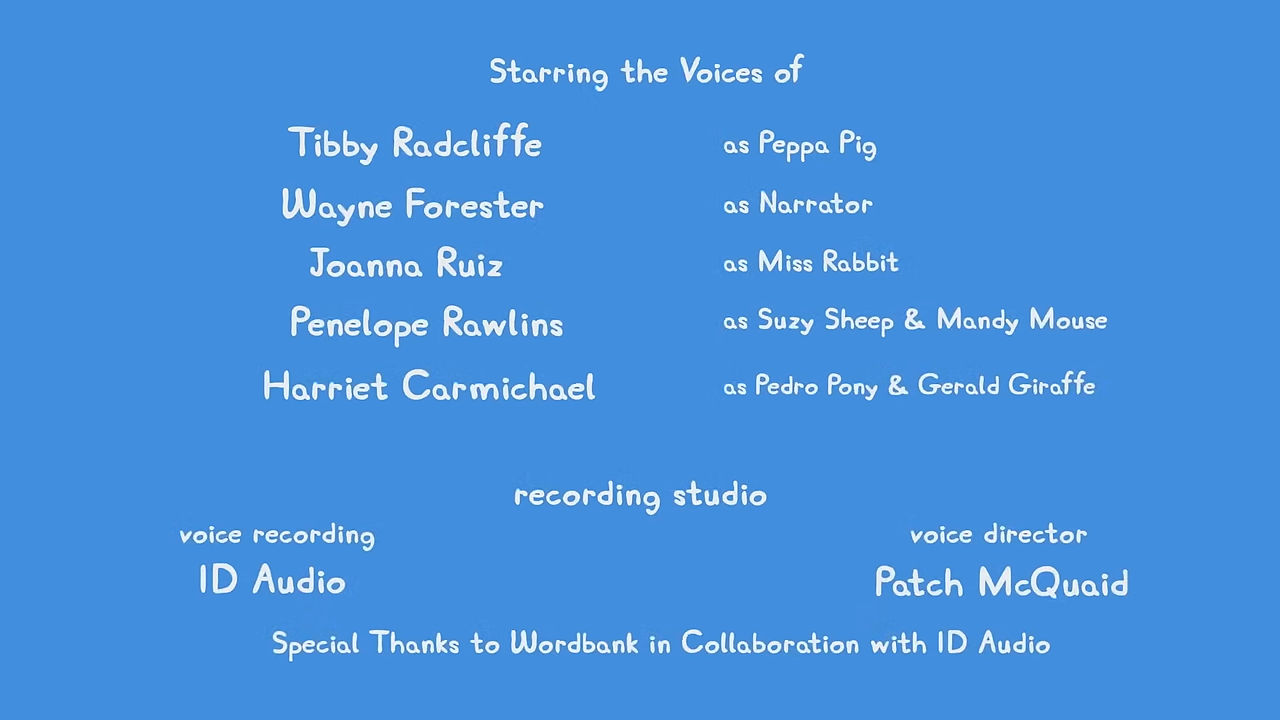 Starring the Voices of
Tibby Radcliffe as Peppa Pig
Wayne Forester as Narrator
Joanna Ruiz as Miss Rabbit
Penelope Rawlins as Suzy Sheep & Mandy Mouse
Harriet Carmichael as Pedro Pony & Gerald Giraffe
recording studio
voice recording voice director
ID Audio Patch McQuaid
Special Thanks to Wordbank in Collaboration with ID Audio